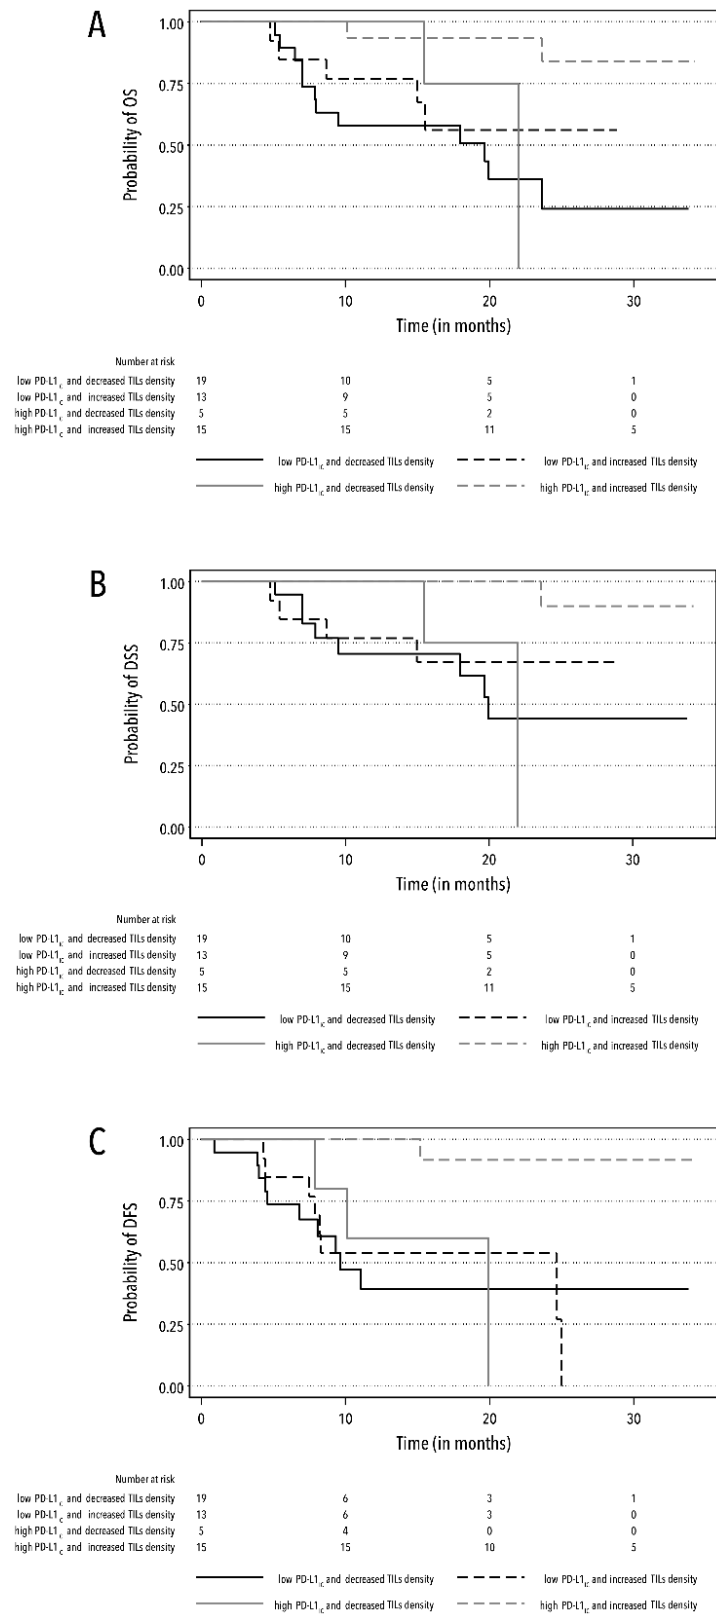 A
1.00
0.75
0.50
0.25
0.00
Probability of OS
0 10 20 30
Time (in months)
Number at risk
low PD-L1IC and decreased TILs density 19 10 5 1
low PD-L1C and increased TILs density 13 9 5 0
high PD-L1C and decreased TILs density 5 5 2 0
high PD-L1C and increased TILs density 15 15 11 5
low PD-L1IC and decreased TILs density low PD-L1IC and increased TILs density
high PD-L1IC and decreased TILs density high PD-L1IC and increased TILs density
B
1.00
0.75
0.50
0.25
0.00
Probability of DSS
0 10 20 30
Time (in months)
Number at risk
low PD-L1IC and decreased TILs density 19 10 5 1
low PD-L1IC and increased TILs density 13 9 5 0
high PD-L1IC and decreased TILs density 5 5 2 0
high PD-L1IC and increased TILs density 15 15 11 5
low PD-L1IC and decreased TILs density low PD-L1IC and increased TILs density
high PD-L1IC and decreased TILs density high PD-L1C and increased TILs density
C
1.00
0.75
0.50
0.25
0.00
Probability of DFS
0 10 20 30
Time (in months)
Number at risk
low PD-L1IC and decreased TILs density 19 6 3 1
low PD-L1C and increased TILs density 13 6 3 0
high PD-L1C and decreased TILs density 5 4 0 0
high PD-L1C and increased TILs density 15 15 10 5
low PD-L1IC and decreased TILs density low PD-L1IC and increased TILs density
high PD-L1IC and decreased TILs density high PD-L1IC and increased TILs density